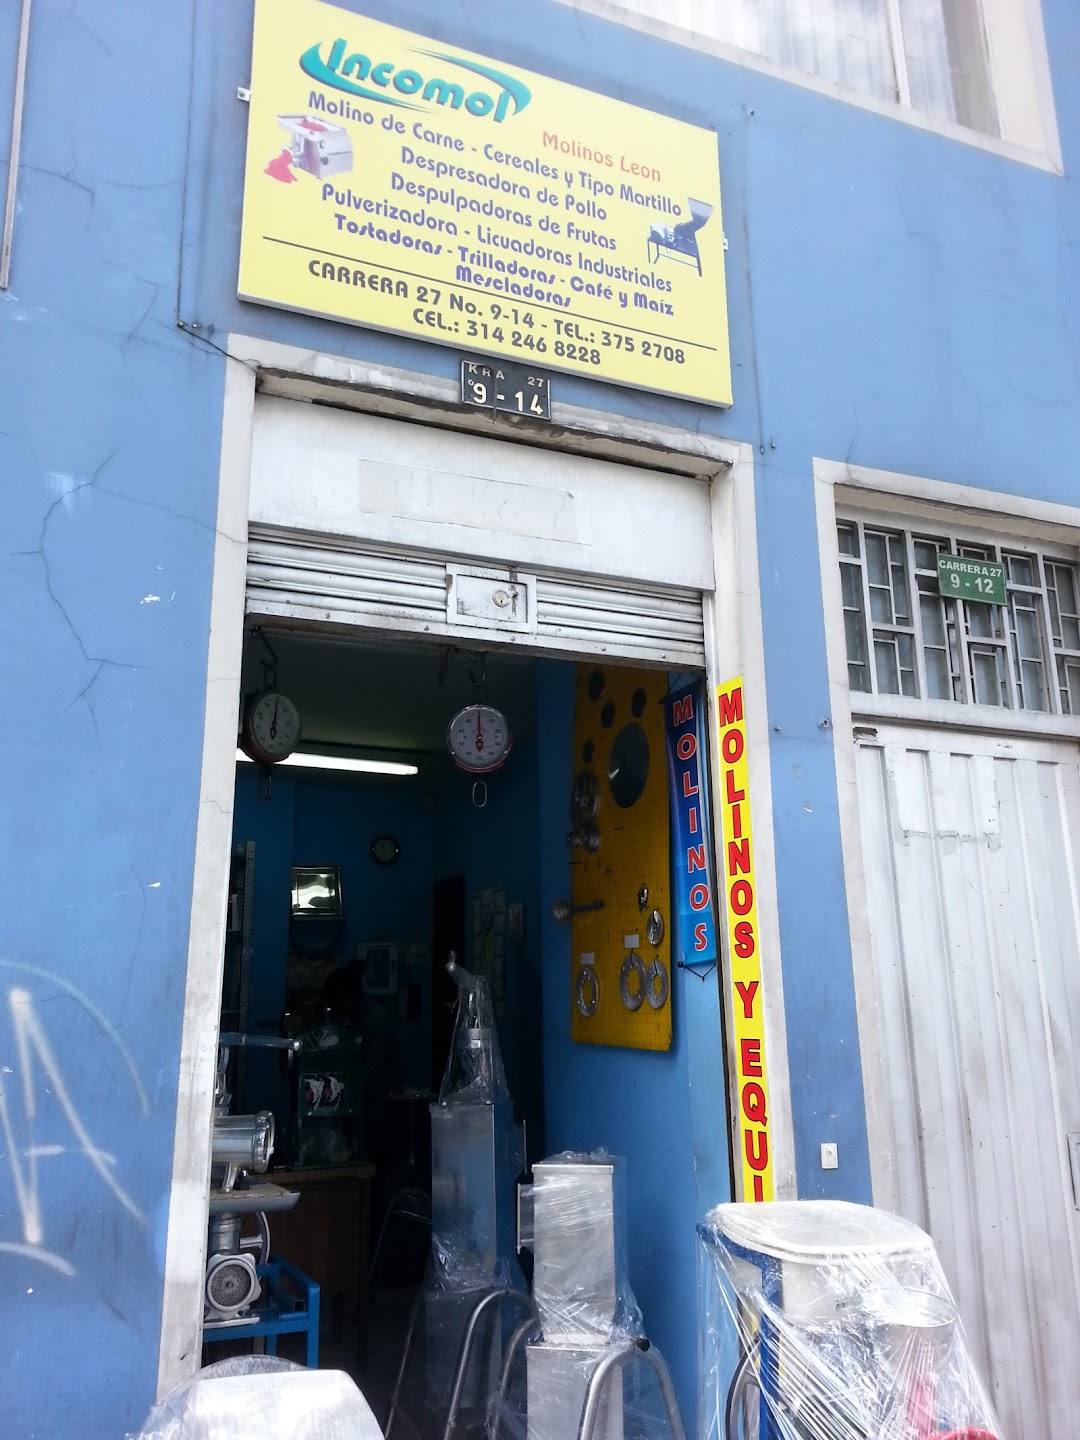 Incomol
Molinos Leon
Molino de Carne - Cereales y Tipo Martillo
Despresadora de Pollo
Despulpadoras de Frutas
Pulverizadora - Licuadoras Industriales
Tostadoras - Trilladoras - Café y Maíz
Mescladoras
CARRERA 27 No. 9-14 - TEL.: 375 2708
CEL.: 314 246 8228
KRA 27
9 - 14
CARRERA 27
9 - 12
MOLINOS
MOLINOS Y EQUI